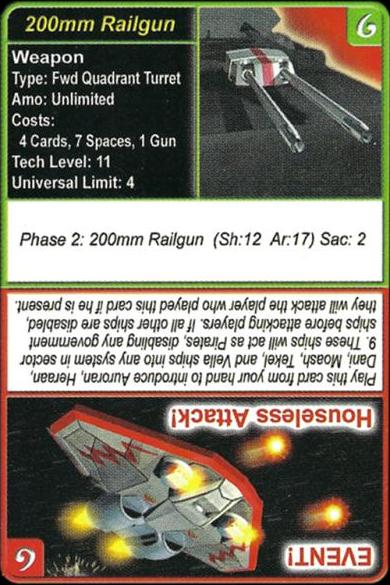 200mm Railgun
6
Weapon
Type: Fwd Quadrant Turret
Amo: Unlimited
Costs:
4 Cards, 7 Spaces, 1 Gun
Tech Level: 11
Universal Limit: 4
Phase 2: 200mm Railgun (Sh:12 Ar:17) Sac: 2
EVENT!
6
Houseless Attack!
Play this card from your hand to introduce Auroran, Heraan,
Dani, Moash, Tekel, and Vella ships into any system in sector
9. These ships will act as Pirates, disabling any government
ships before attacking players. If all other ships are disabled,
they will attack the player who played this card if he is present.